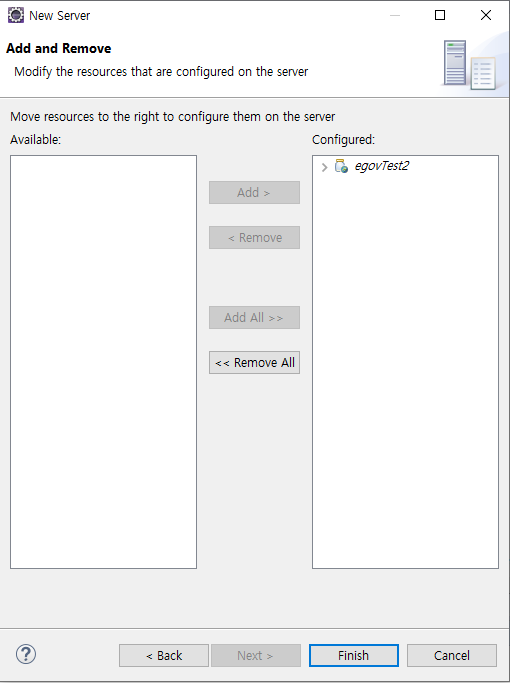 New Server
Add and Remove
Modify the resources that are configured on the server
Move resources to the right to configure them on the server
Available:
Configured:
egovTest2
Add >
< Remove
Add All >>
<< Remove All
?
< Back
Next >
Finish
Cancel